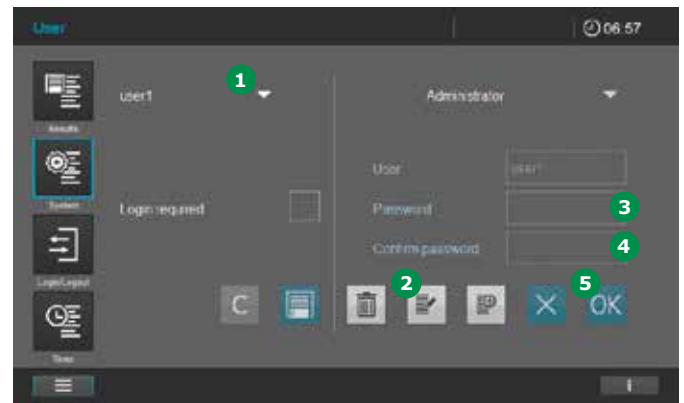 User
06:57
1
user1
Administrator
Results
User
user1
System
Login required
Password
3
Confirm password
4
Login/Logout
2
5
C
X
OK
Timer
i